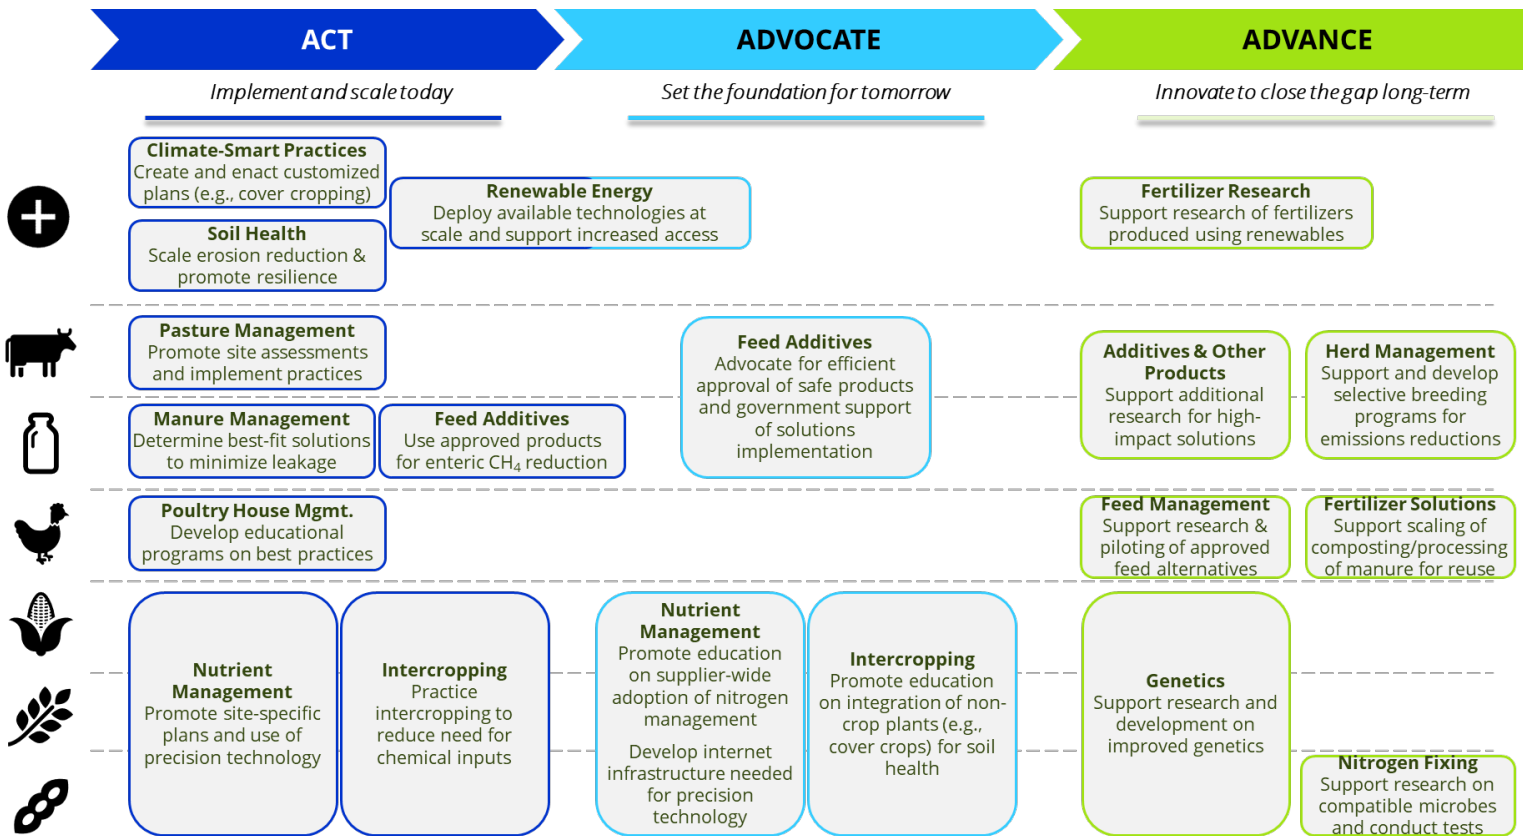 ACT
ADVOCATE
ADVANCE
Implement and scale today
Set the foundation for tomorrow
Innovate to close the gap long-term
Climate-Smart Practices
Create and enact customized
plans (e.g., cover cropping)
Soil Health
Scale erosion reduction &
promote resilience
Renewable Energy
Deploy available technologies at
scale and support increased access
Fertilizer Research
Support research of fertilizers
produced using renewables
Pasture Management
Promote site assessments
and implement practices
Manure Management
Determine best-fit solutions
to minimize leakage
Feed Additives
Use approved products
for enteric CH₄ reduction
Feed Additives
Advocate for efficient
approval of safe products
and government support
of solutions
implementation
Additives & Other
Products
Support additional
research for high-
impact solutions
Herd Management
Support and develop
selective breeding
programs for
emissions reductions
Poultry House Mgmt.
Develop educational
programs on best practices
Feed Management
Support research &
piloting of approved
feed alternatives
Fertilizer Solutions
Support scaling of
composting/processing
of manure for reuse
Nutrient
Management
Promote site-specific
plans and use of
precision technology
Intercropping
Practice
intercropping to
reduce need for
chemical inputs
Nutrient
Management
Promote education
on supplier-wide
adoption of nitrogen
management
Develop internet
infrastructure needed
for precision
technology
Intercropping
Promote education
on integration of non-
crop plants (e.g.,
cover crops) for soil
health
Genetics
Support research and
development on
improved genetics
Nitrogen Fixing
Support research on
compatible microbes
and conduct tests